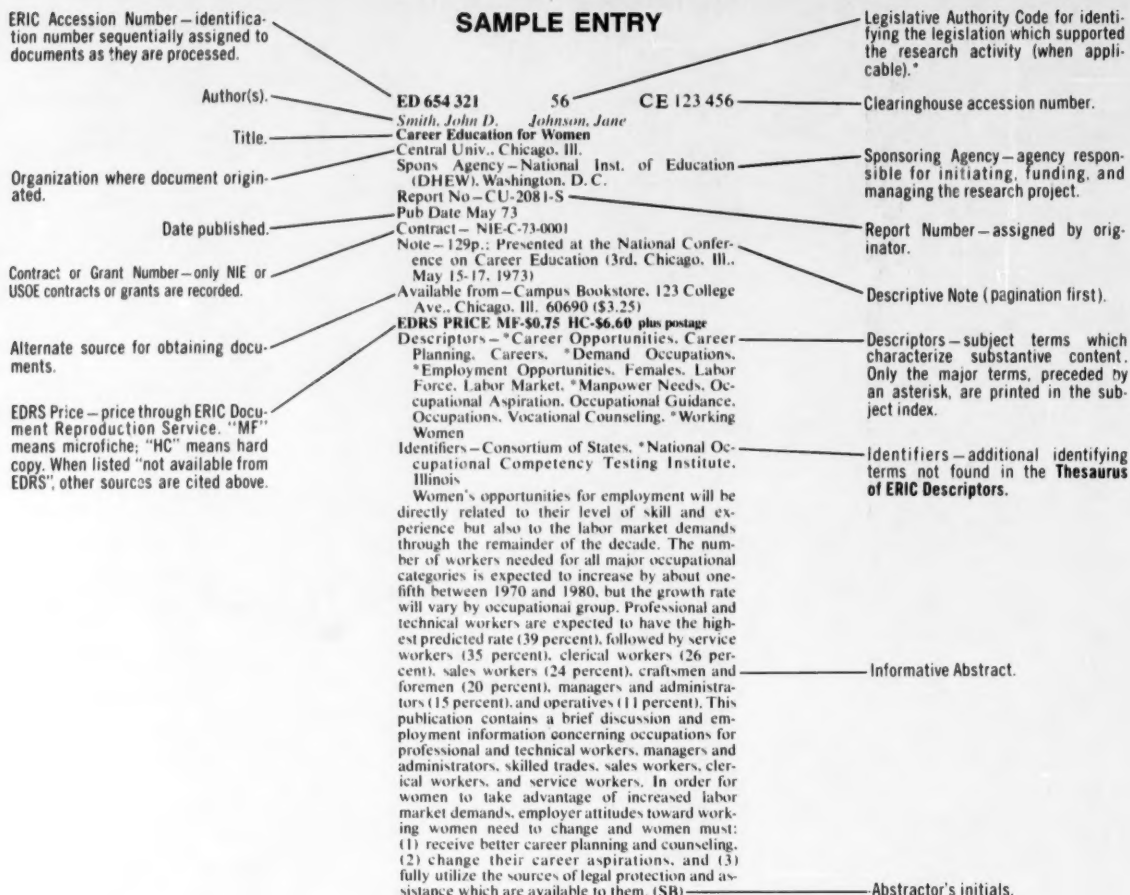 SAMPLE ENTRY
ERIC Accession Number—identifica-
tion number sequentially assigned to
documents as they are processed.
Author(s).
Title.
Organization where document origin-
ated.
Date published.
Contract or Grant Number—only NIE or
USOE contracts or grants are recorded.
Alternate source for obtaining docu-
ments.
EDRS Price—price through ERIC Docu-
ment Reproduction Service. "MF"
means microfiche; "HC" means hard
copy. When listed "not available from
EDRS", other sources are cited above.
ED 654 321 56 CE 123 456
Smith, John D. Johnson, Jane
Career Education for Women
Central Univ., Chicago, Ill.
Spons Agency—National Inst. of Education
(DHEW), Washington, D. C.
Report No—CU-2081-S
Pub Date May 73
Contract— NIE-C-73-0001
Note—129p.; Presented at the National Confer-
ence on Career Education (3rd, Chicago, Ill.,
May 15-17, 1973)
Available from—Campus Bookstore, 123 College
Ave., Chicago, Ill. 60690 ($3.25)
EDRS PRICE MF-$0.75 HC-$6.60 plus postage
Descriptors—*Career Opportunities, Career
Planning, Careers, *Demand Occupations,
*Employment Opportunities, Females, Labor
Force, Labor Market, *Manpower Needs, Oc-
cupational Aspiration, Occupational Guidance,
Occupations, Vocational Counseling, *Working
Women
Identifiers—Consortium of States, *National Oc-
cupational Competency Testing Institute,
Illinois
Women's opportunities for employment will be
directly related to their level of skill and ex-
perience but also to the labor market demands
through the remainder of the decade. The num-
ber of workers needed for all major occupational
categories is expected to increase by about one-
fifth between 1970 and 1980, but the growth rate
will vary by occupational group. Professional and
technical workers are expected to have the high-
est predicted rate (39 percent), followed by service
workers (35 percent), clerical workers (26 per-
cent), sales workers (24 percent), craftsmen and
foremen (20 percent), managers and administra-
tors (15 percent), and operatives (11 percent). This
publication contains a brief discussion and em-
ployment information concerning occupations for
professional and technical workers, managers and
administrators, skilled trades, sales workers, cler-
ical workers, and service workers. In order for
women to take advantage of increased labor
market demands, employer attitudes toward work-
ing women need to change and women must:
(1) receive better career planning and counseling,
(2) change their career aspirations, and (3)
fully utilize the sources of legal protection and as-
sistance which are available to them. (SB)
Legislative Authority Code for identi-
fying the legislation which supported
the research activity (when appli-
cable).*
Clearinghouse accession number.
Sponsoring Agency—agency respon-
sible for initiating, funding, and
managing the research project.
Report Number—assigned by orig-
inator.
Descriptive Note (pagination first).
Descriptors—subject terms which
characterize substantive content.
Only the major terms, preceded by
an asterisk, are printed in the sub-
ject index.
Identifiers—additional identifying
terms not found in the Thesaurus
of ERIC Descriptors.
Informative Abstract.
Abstractor's initials.